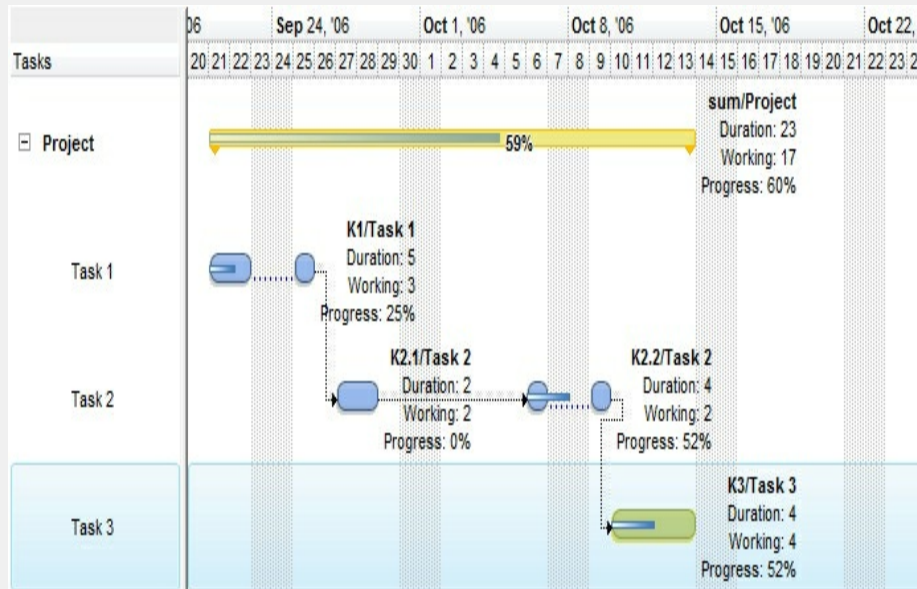 06
Sep 24, '06
Oct 1, '06
Oct 8, '06
Oct 15, '06
Oct 22,
Tasks
20 21 22 23 24 25 26 27 28 29 30 1 2 3 4 5 6 7 8 9 10 11 12 13 14 15 16 17 18 19 20 21 22 23 2
Project
59%
sum/Project
Duration: 23
Working: 17
Progress: 60%
Task 1
K1/Task 1
Duration: 5
Working: 3
Progress: 25%
Task 2
K2.1/Task 2
Duration: 2
Working: 2
Progress: 0%
K2.2/Task 2
Duration: 4
Working: 2
Progress: 52%
Task 3
K3/Task 3
Duration: 4
Working: 4
Progress: 52%